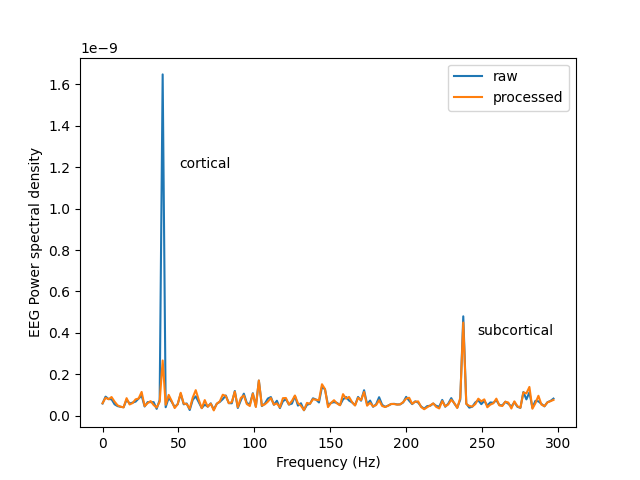 1e−9
raw
processed
1.6
1.4
1.2
1.0
0.8
0.6
0.4
0.2
0.0
EEG Power spectral density
cortical
subcortical
0
50
100
150
200
250
300
Frequency (Hz)